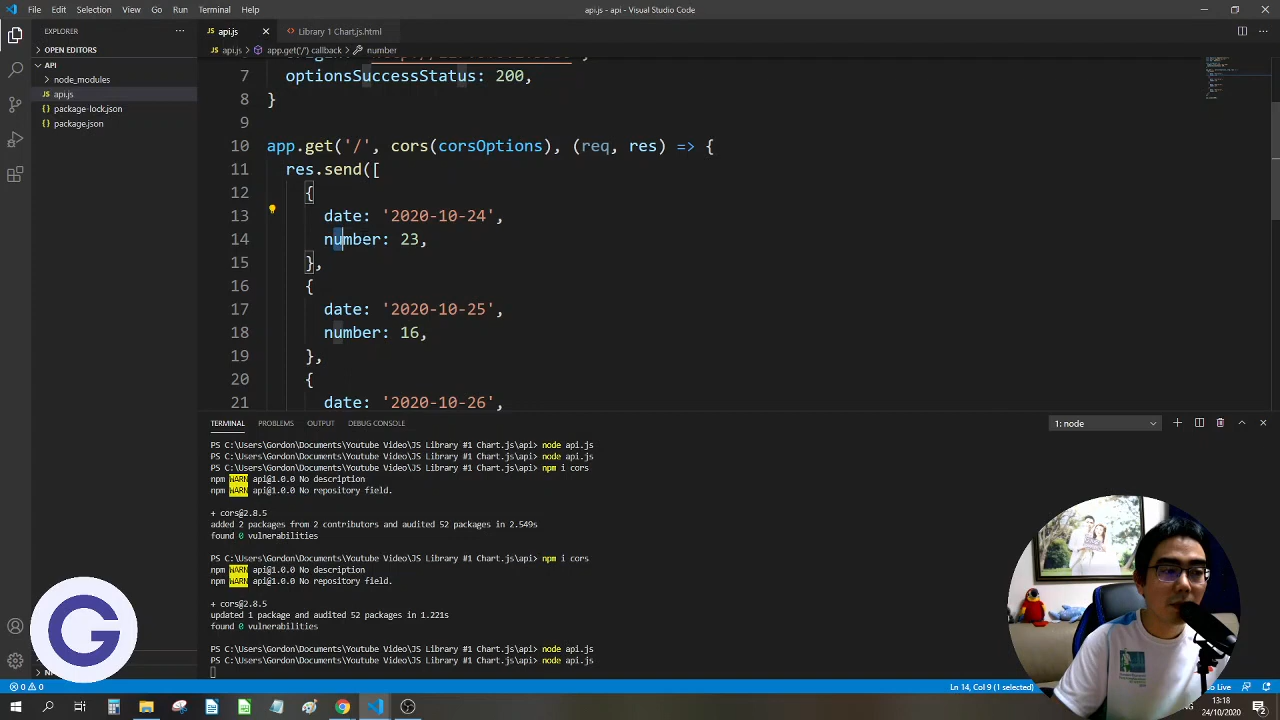 File Edit Selection View Go Run Terminal Help
api.js - api - Visual Studio Code
EXPLORER
OPEN EDITORS
API
node_modules
api.js
package-lock.json
package.json
api.js
Library 1 Chart.js.html
api.js > app.get('/') callback > number
7 optionsSuccessStatus: 200,
8 }
9
10 app.get('/', cors(corsOptions), (req, res) => {
11 res.send([
12 {
13 date: '2020-10-24',
14 number: 23,
15 },
16 {
17 date: '2020-10-25',
18 number: 16,
19 },
20 {
21 date: '2020-10-26',
TERMINAL PROBLEMS OUTPUT DEBUG CONSOLE
1: node
PS C:\Users\Gordon\Documents\Youtube Video\JS Library #1 Chart.js\api> node api.js
PS C:\Users\Gordon\Documents\Youtube Video\JS Library #1 Chart.js\api> node api.js
PS C:\Users\Gordon\Documents\Youtube Video\JS Library #1 Chart.js\api> npm i cors
npm WARN api@1.0.0 No description
npm WARN api@1.0.0 No repository field.
+ cors@2.8.5
added 2 packages from 2 contributors and audited 52 packages in 2.549s
found 0 vulnerabilities
PS C:\Users\Gordon\Documents\Youtube Video\JS Library #1 Chart.js\api> npm i cors
npm WARN api@1.0.0 No description
npm WARN api@1.0.0 No repository field.
+ cors@2.8.5
updated 1 package and audited 52 packages in 1.221s
found 0 vulnerabilities
PS C:\Users\Gordon\Documents\Youtube Video\JS Library #1 Chart.js\api> node api.js
PS C:\Users\Gordon\Documents\Youtube Video\JS Library #1 Chart.js\api> node api.js
G
0 0
Ln 14, Col 9 (1 selected)
Live
13:18
24/10/2020